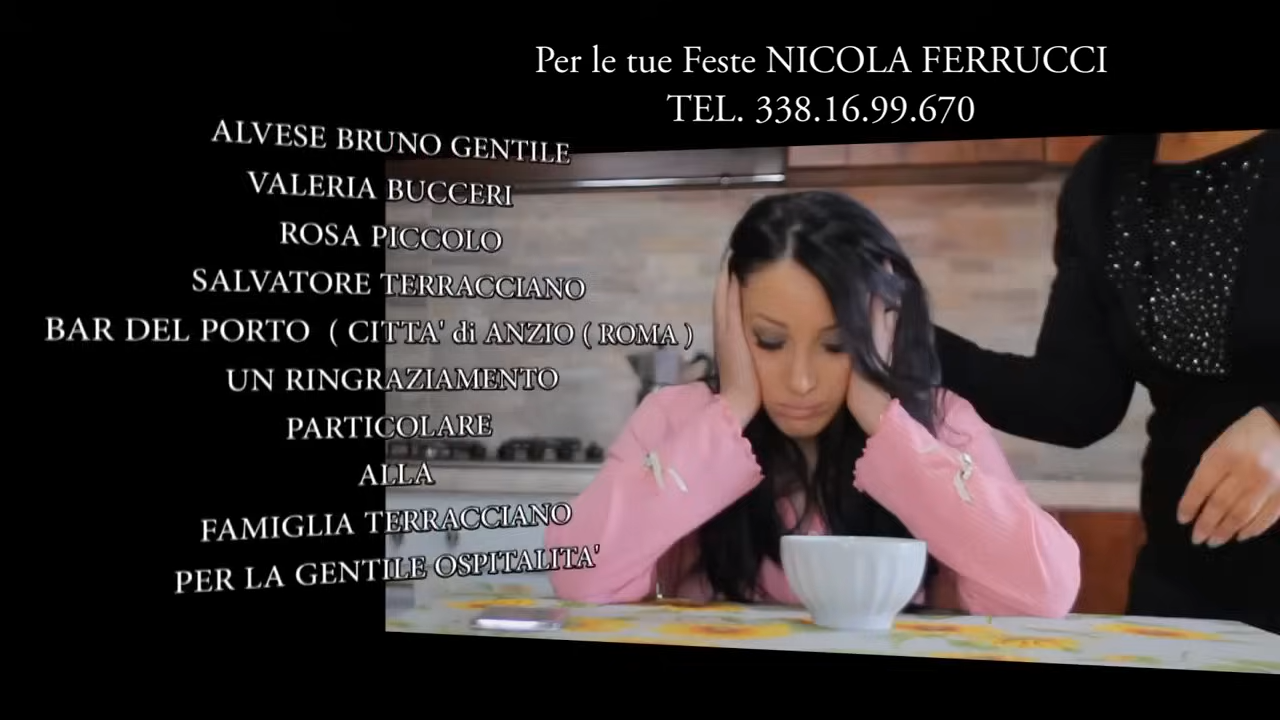 Per le tue Feste NICOLA FERRUCCI
TEL. 338.16.99.670
ALVESE BRUNO GENTILE
VALERIA BUCCERI
ROSA PICCOLO
SALVATORE TERRACCIANO
BAR DEL PORTO ( CITTA' di ANZIO ( ROMA )
UN RINGRAZIAMENTO
PARTICOLARE
ALLA
FAMIGLIA TERRACCIANO
PER LA GENTILE OSPITALITA'